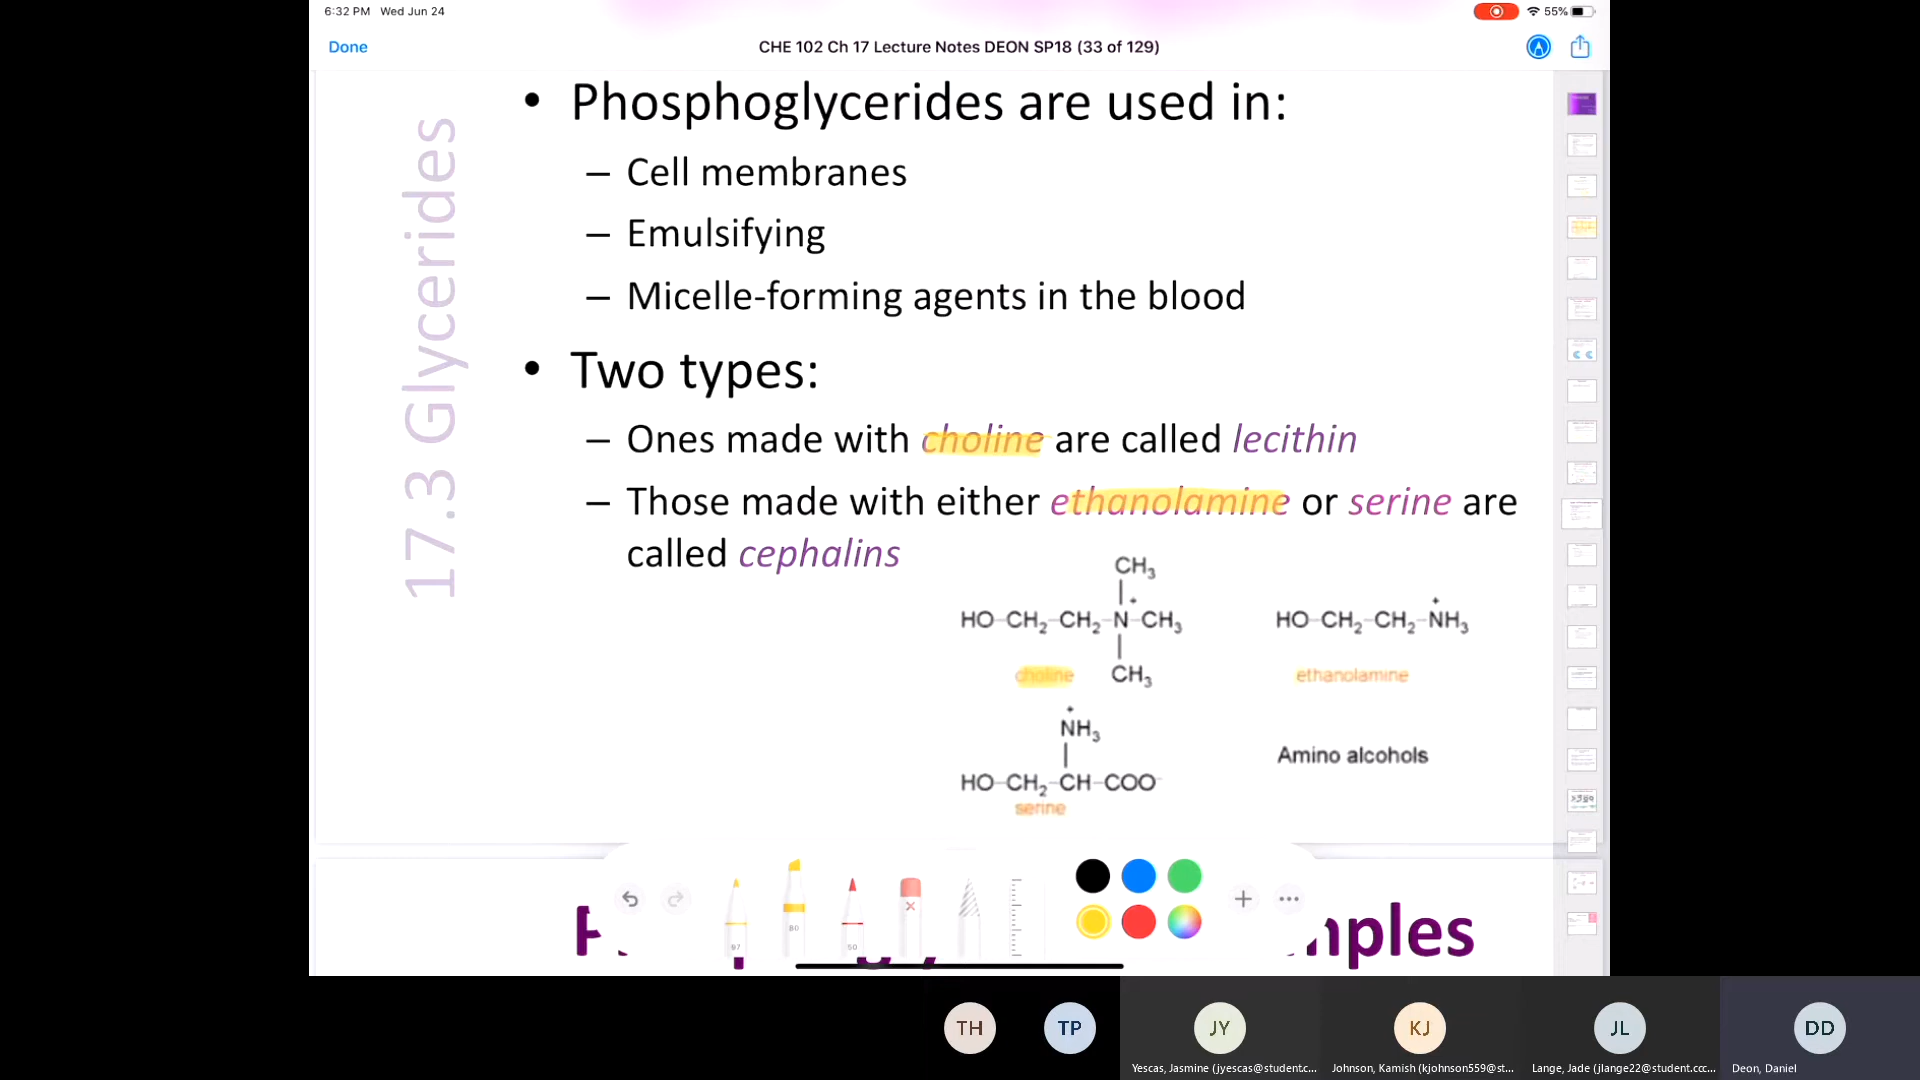 6:32 PM Wed Jun 24
55%
Done
CHE 102 Ch 17 Lecture Notes DEON SP18 (33 of 129)
17.3 Glycerides
• Phosphoglycerides are used in:
– Cell membranes
– Emulsifying
– Micelle-forming agents in the blood
• Two types:
– Ones made with choline are called lecithin
– Those made with either ethanolamine or serine are
called cephalins
CH3
HO-CH2-CH2-N+-CH3
CH3
choline
HO-CH2-CH2-NH3+
ethanolamine
NH3+
HO-CH2-CH-COO-
serine
Amino alcohols
97
80
50
TH
TP
JY
KJ
JL
DD
Yescas, Jasmine (jyescas@student.c...
Johnson, Kamish (kjohnson559@st...
Lange, Jade (jlange22@student.ccc...
Deon, Daniel